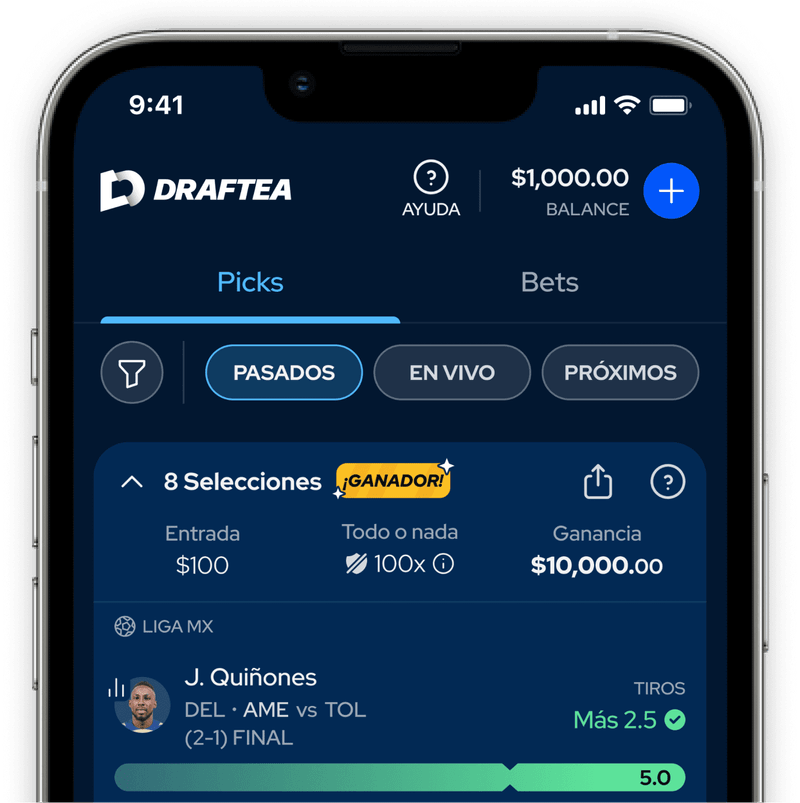 9:41
DRAFTEA
?
AYUDA
$1,000.00
BALANCE
Picks
Bets
PASADOS
EN VIVO
PRÓXIMOS
8 Selecciones
¡GANADOR!
?
Entrada
Todo o nada
Ganancia
$100
100x
$10,000.00
LIGA MX
J. Quiñones
DEL · AME vs TOL
(2-1) FINAL
TIROS
Más 2.5
5.0